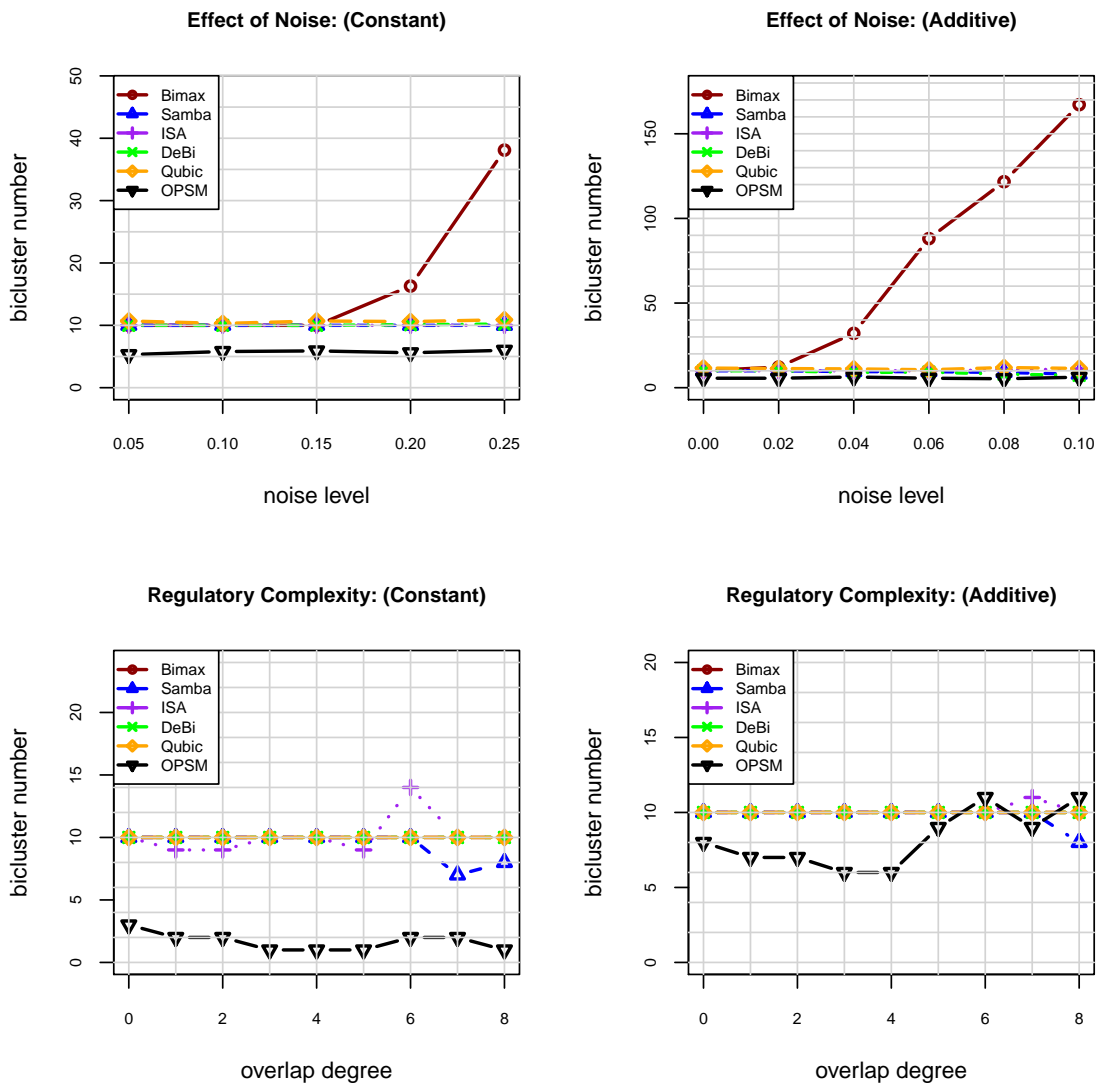 Effect of Noise: (Constant)
bicluster number
50
40
30
20
10
0
Bimax
Samba
ISA
DeBi
Qubic
OPSM
0.05 0.10 0.15 0.20 0.25
noise level
Effect of Noise: (Additive)
bicluster number
150
100
50
0
Bimax
Samba
ISA
DeBi
Qubic
OPSM
0.00 0.02 0.04 0.06 0.08 0.10
noise level
Regulatory Complexity: (Constant)
bicluster number
20
15
10
5
0
Bimax
Samba
ISA
DeBi
Qubic
OPSM
0 2 4 6 8
overlap degree
Regulatory Complexity: (Additive)
bicluster number
20
15
10
5
0
Bimax
Samba
ISA
DeBi
Qubic
OPSM
0 2 4 6 8
overlap degree